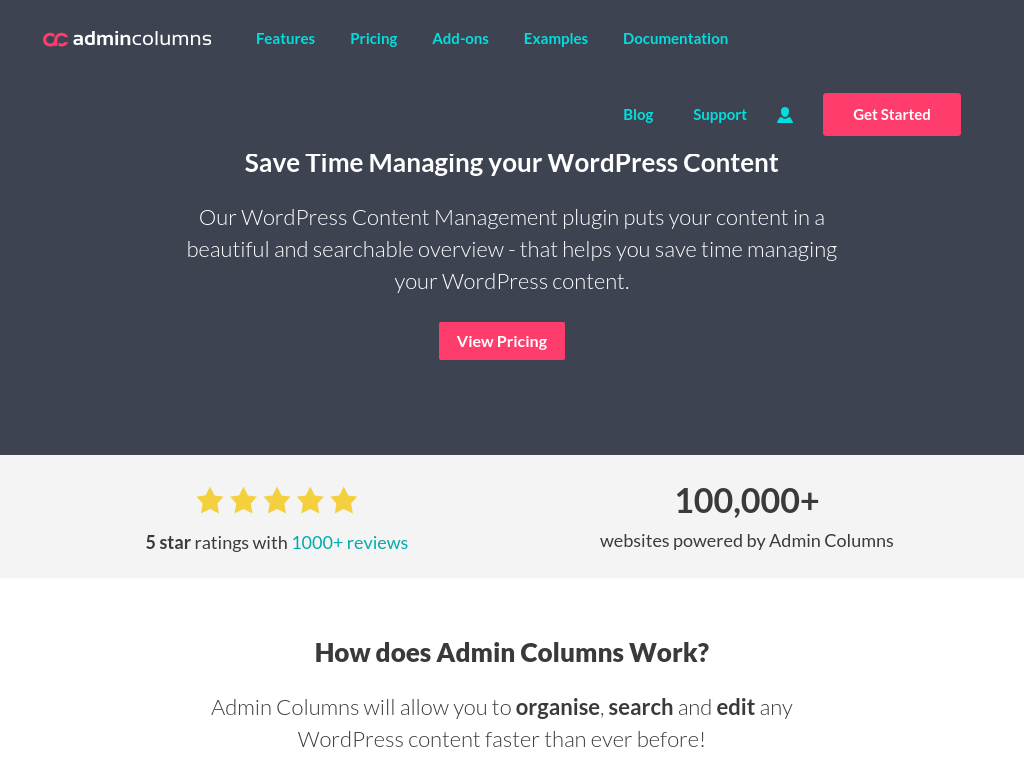 admincolumns
Features
Pricing
Add-ons
Examples
Documentation
Blog
Support
Get Started
Save Time Managing your WordPress Content
Our WordPress Content Management plugin puts your content in a
beautiful and searchable overview - that helps you save time managing
your WordPress content.
View Pricing
5 star ratings with 1000+ reviews
100,000+
websites powered by Admin Columns
How does Admin Columns Work?
Admin Columns will allow you to organise, search and edit any
WordPress content faster than ever before!